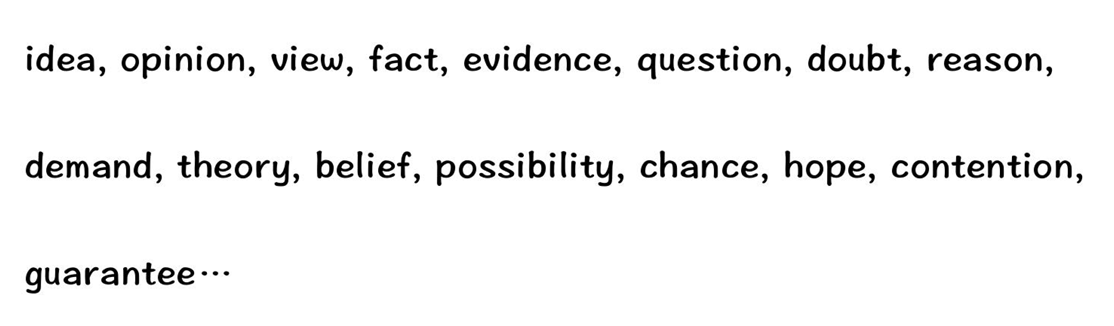 idea, opinion, view, fact, evidence, question, doubt, reason,
demand, theory, belief, possibility, chance, hope, contention,
guarantee…